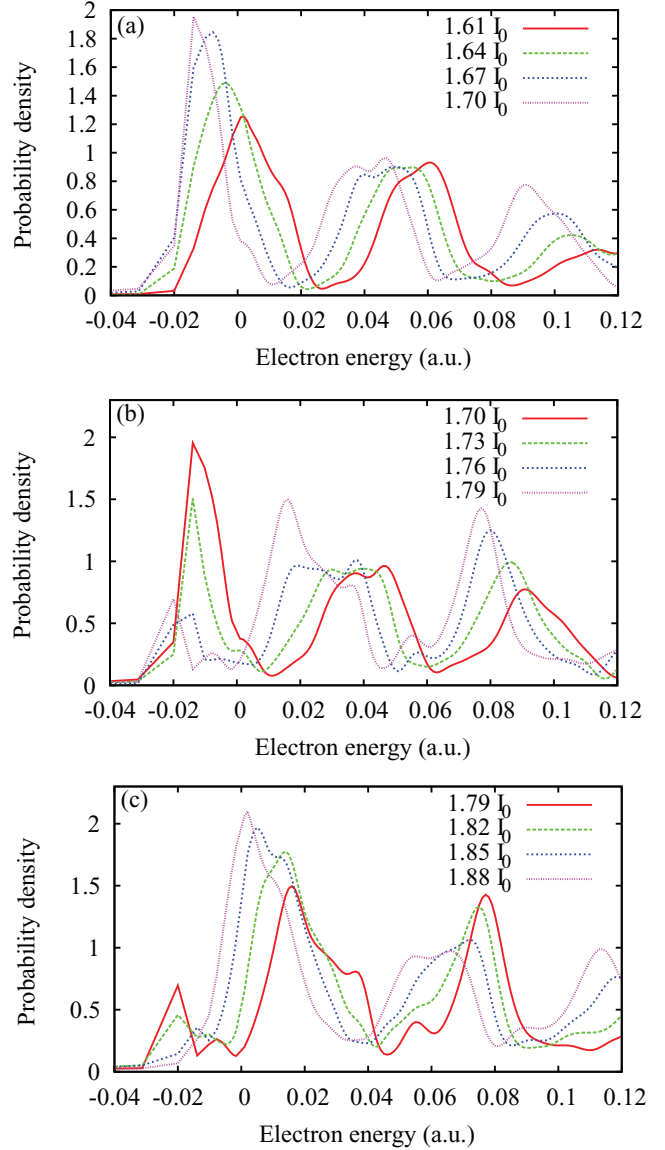 (a)
1.61 I0
1.64 I0
1.67 I0
1.70 I0
Probability density
2
1.8
1.6
1.4
1.2
1
0.8
0.6
0.4
0.2
0
-0.04 -0.02 0 0.02 0.04 0.06 0.08 0.1 0.12
Electron energy (a.u.)
(b)
1.70 I0
1.73 I0
1.76 I0
1.79 I0
Probability density
2
1.5
1
0.5
0
-0.04 -0.02 0 0.02 0.04 0.06 0.08 0.1 0.12
Electron energy (a.u.)
(c)
1.79 I0
1.82 I0
1.85 I0
1.88 I0
Probability density
2
1.5
1
0.5
0
-0.04 -0.02 0 0.02 0.04 0.06 0.08 0.1 0.12
Electron energy (a.u.)